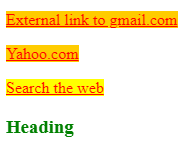 External link to gmail.com
Yahoo.com
Search the web
Heading